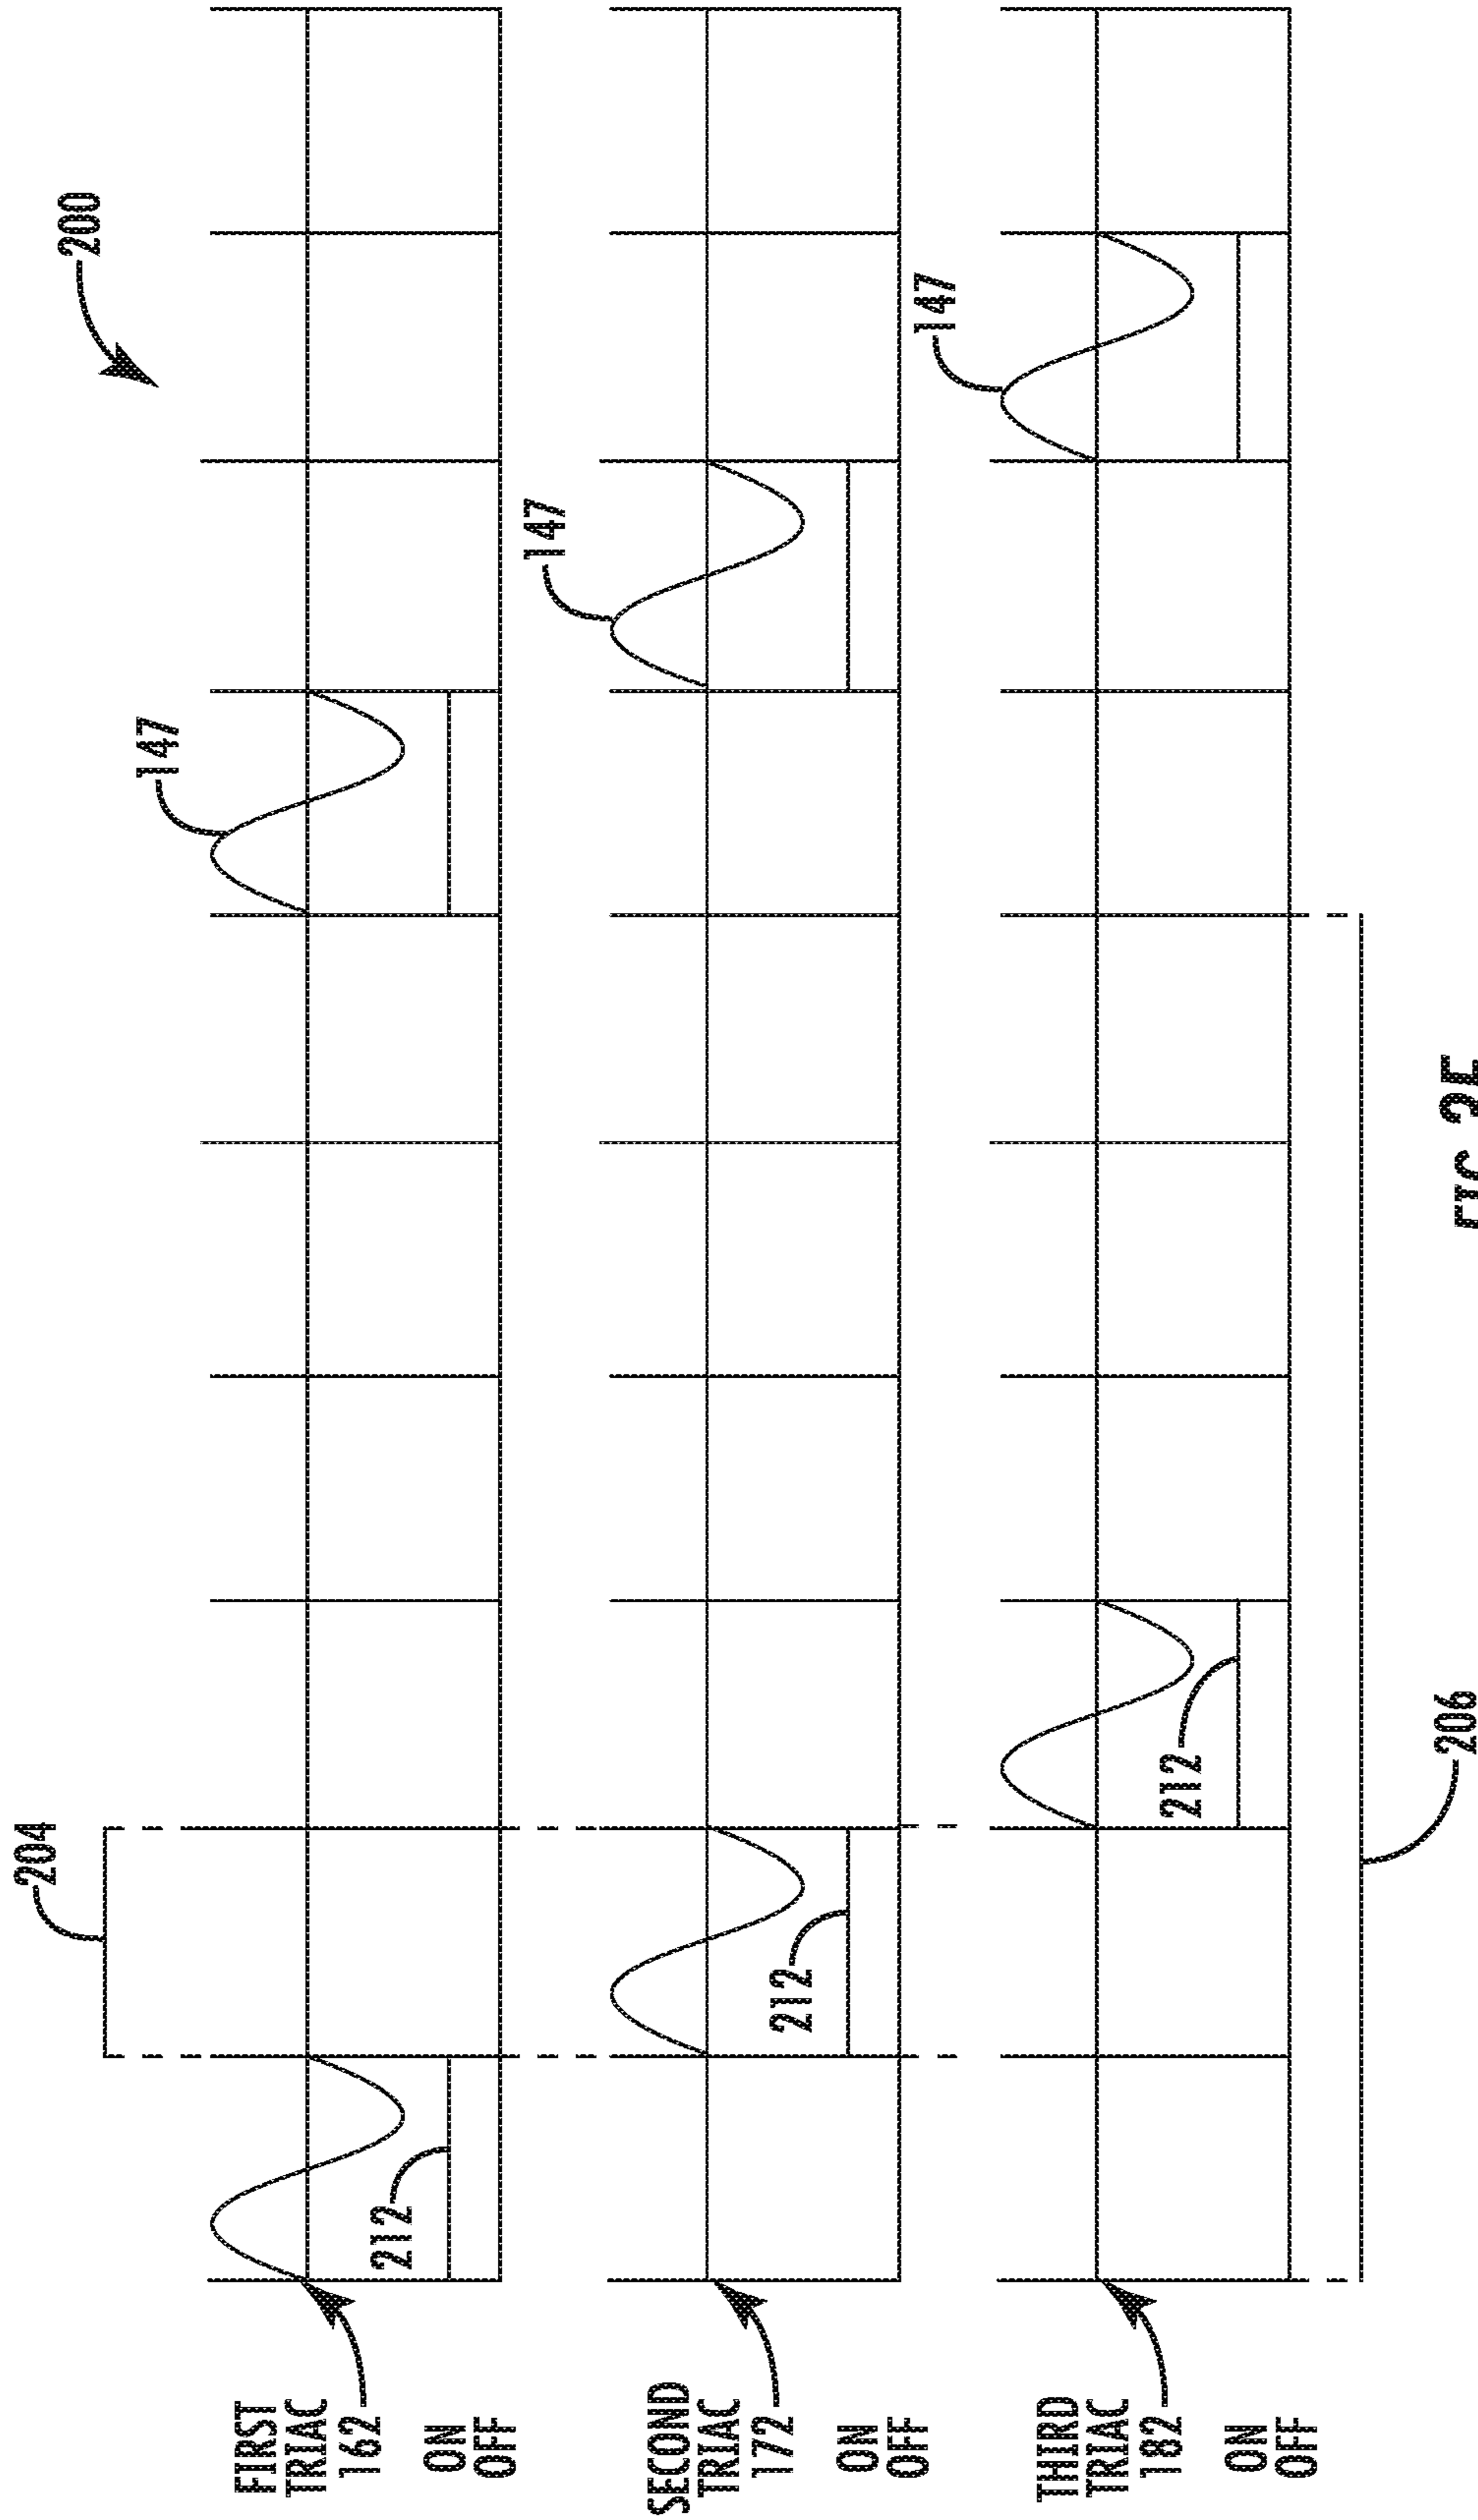 204
200
147
FIRST
TRIAC
162
212
ON
OFF
147
SECOND
TRIAC
172
212
ON
OFF
147
THIRD
TRIAC
182
212
ON
OFF
206